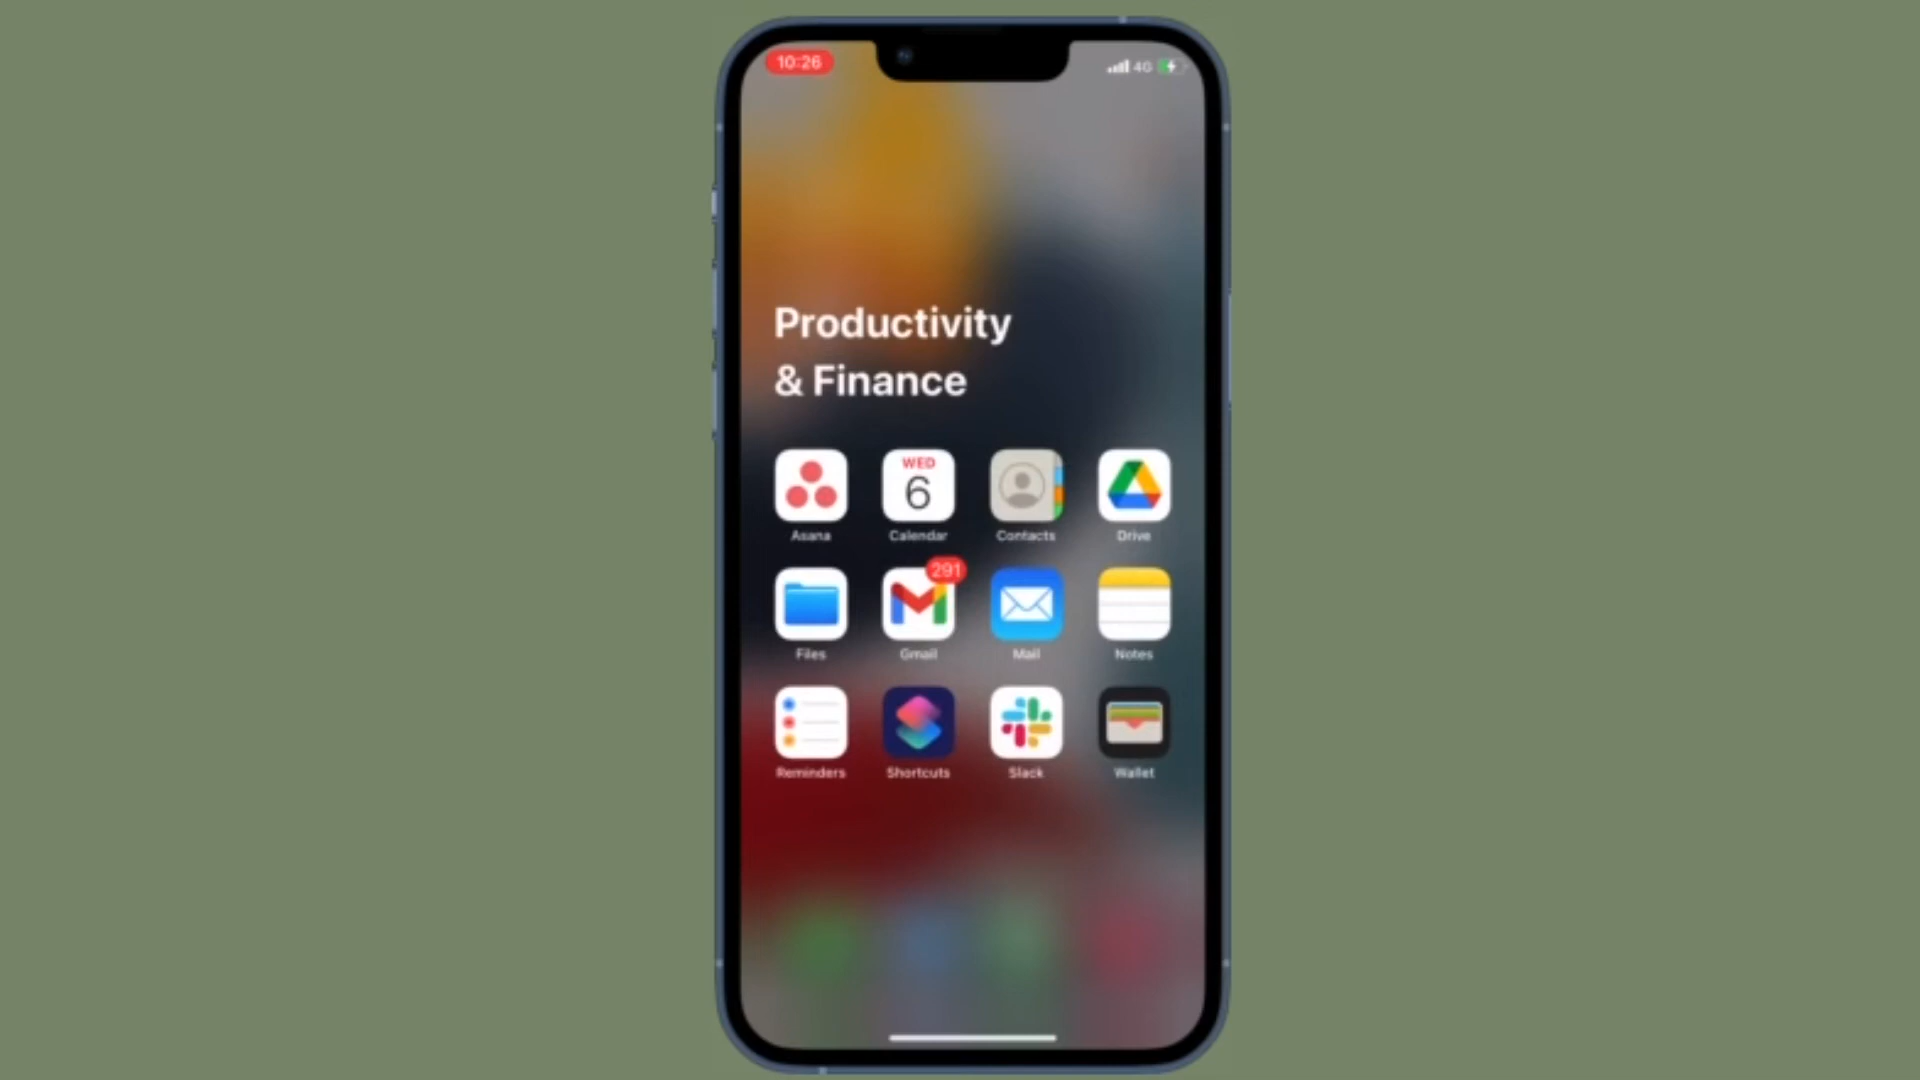 10:26
4G
Productivity
& Finance
WED
6
Asana
Calendar
Contacts
Drive
291
Files
Gmail
Mail
Notes
Reminders
Shortcuts
Slack
Wallet